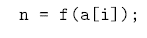 n = f(a[i]);